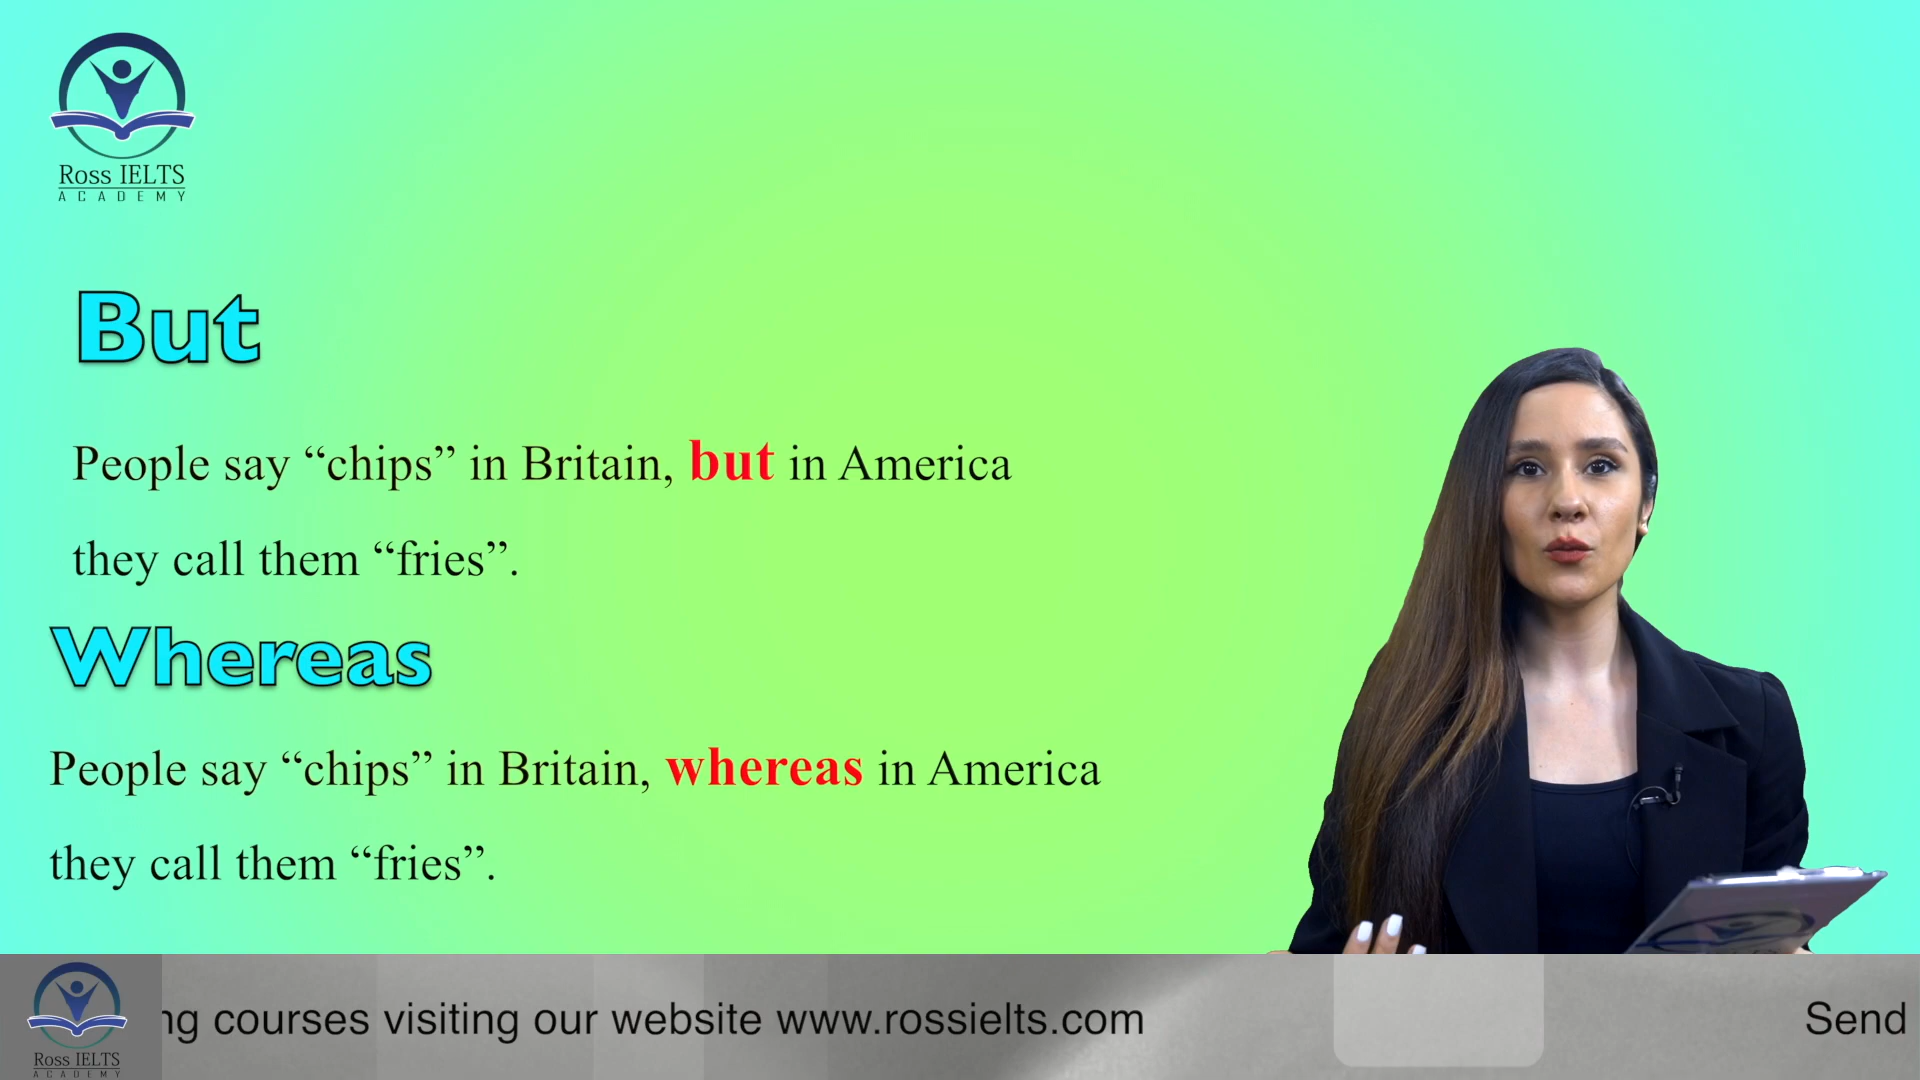 Ross IELTS
ACADEMY
But
People say “chips” in Britain, but in America
they call them “fries”.
Whereas
People say “chips” in Britain, whereas in America
they call them “fries”.
ng courses visiting our website www.rossielts.com
Send
Ross IELTS
ACADEMY